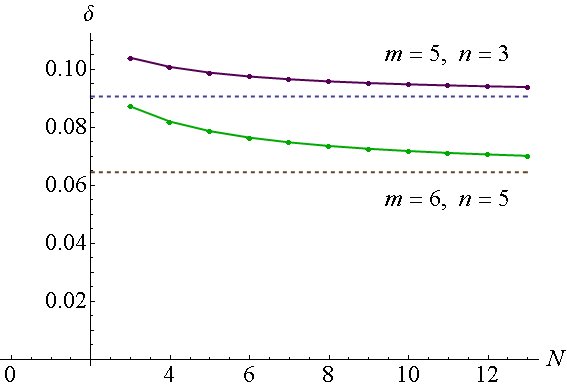 δ
0.10
0.08
0.06
0.04
0.02
m = 5, n = 3
m = 6, n = 5
0 4 6 8 10 12 N